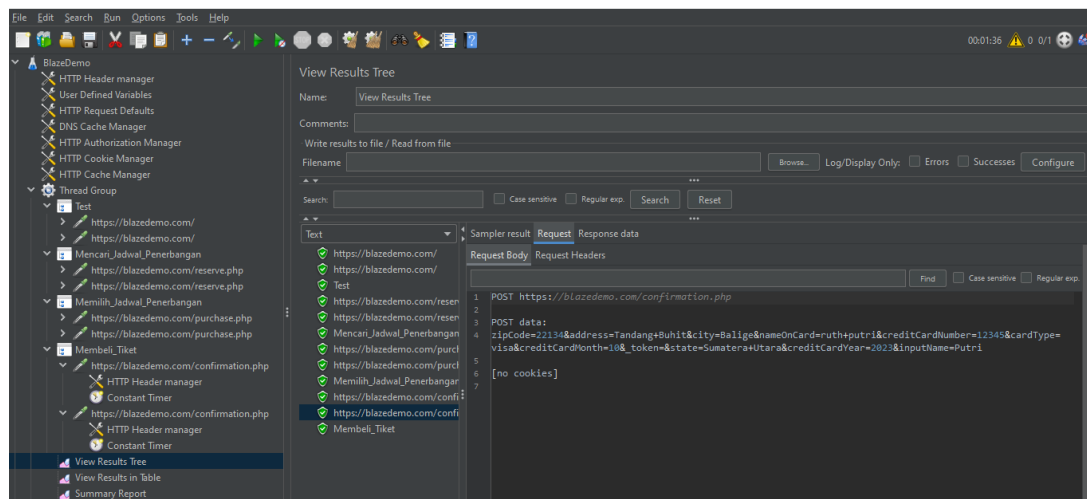 File Edit Search Run Options Tools Help
00:01:36 0 0/1
BlazeDemo
HTTP Header manager
User Defined Variables
HTTP Request Defaults
DNS Cache Manager
HTTP Authorization Manager
HTTP Cookie Manager
HTTP Cache Manager
Thread Group
Test
https://blazedemo.com/
https://blazedemo.com/
Mencari_Jadwal_Penerbangan
https://blazedemo.com/reserve.php
https://blazedemo.com/reserve.php
Memilih_Jadwal_Penerbangan
https://blazedemo.com/purchase.php
https://blazedemo.com/purchase.php
Membeli_Tiket
https://blazedemo.com/confirmation.php
HTTP Header manager
Constant Timer
https://blazedemo.com/confirmation.php
HTTP Header manager
Constant Timer
View Results Tree
View Results in Table
Summary Report
View Results Tree
Name: View Results Tree
Comments:
Write results to file / Read from file
Filename Browse... Log/Display Only: Errors Successes Configure
Search: Case sensitive Regular exp. Search Reset
Text
https://blazedemo.com/
https://blazedemo.com/
Test
https://blazedemo.com/reser
https://blazedemo.com/reser
Mencari_Jadwal_Penerbangan
https://blazedemo.com/purch
https://blazedemo.com/purch
Memilih_Jadwal_Penerbangan
https://blazedemo.com/confi
https://blazedemo.com/confi
Membeli_Tiket
Sampler result Request Response data
Request Body Request Headers
Find Case sensitive Regular exp.
1 POST https://blazedemo.com/confirmation.php
2
3 POST data:
4 zipCode=22134&address=Tandang+Buhit&city=Balige&nameOnCard=ruth+putri&creditCardNumber=12345&cardType=
visa&creditCardMonth=10&_token=&state=Sumatera+Utara&creditCardYear=2023&inputName=Putri
5
6 [no cookies]
7